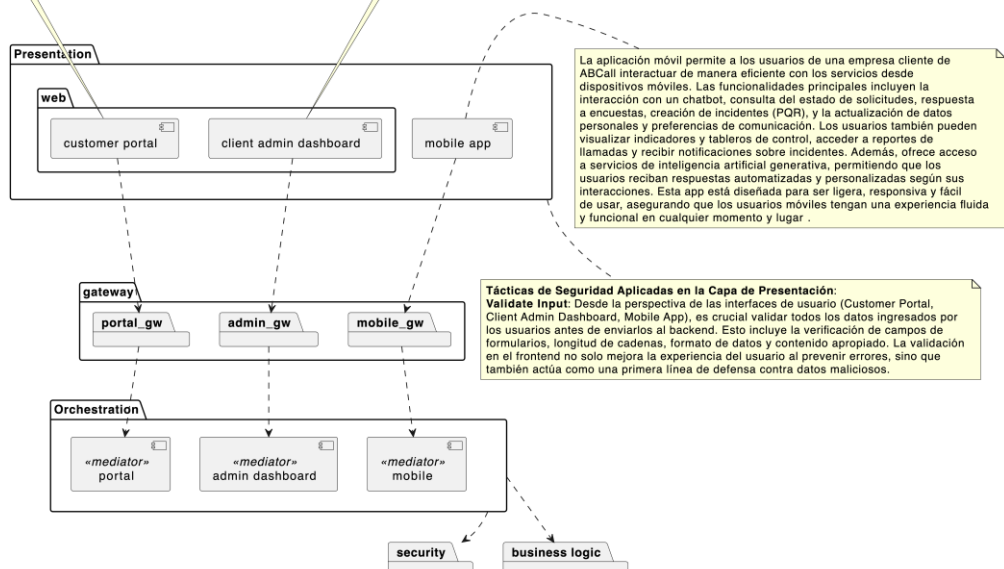 Presentation
web
customer portal
client admin dashboard
mobile app
La aplicación móvil permite a los usuarios de una empresa cliente de
ABCall interactuar de manera eficiente con los servicios desde
dispositivos móviles. Las funcionalidades principales incluyen la
interacción con un chatbot, consulta del estado de solicitudes, respuesta
a encuestas, creación de incidentes (PQR), y la actualización de datos
personales y preferencias de comunicación. Los usuarios también pueden
visualizar indicadores y tableros de control, acceder a reportes de
llamadas y recibir notificaciones sobre incidentes. Además, ofrece acceso
a servicios de inteligencia artificial generativa, permitiendo que los
usuarios reciban respuestas automatizadas y personalizadas según sus
interacciones. Esta app está diseñada para ser ligera, responsiva y fácil
de usar, asegurando que los usuarios móviles tengan una experiencia fluida
y funcional en cualquier momento y lugar .
Tácticas de Seguridad Aplicadas en la Capa de Presentación:
Validate Input: Desde la perspectiva de las interfaces de usuario (Customer Portal,
Client Admin Dashboard, Mobile App), es crucial validar todos los datos ingresados por
los usuarios antes de enviarlos al backend. Esto incluye la verificación de campos de
formularios, longitud de cadenas, formato de datos y contenido apropiado. La validación
en el frontend no solo mejora la experiencia del usuario al prevenir errores, sino que
también actúa como una primera línea de defensa contra datos maliciosos.
gateway
portal_gw
admin_gw
mobile_gw
Orchestration
«mediator»
portal
«mediator»
admin dashboard
«mediator»
mobile
security
business logic